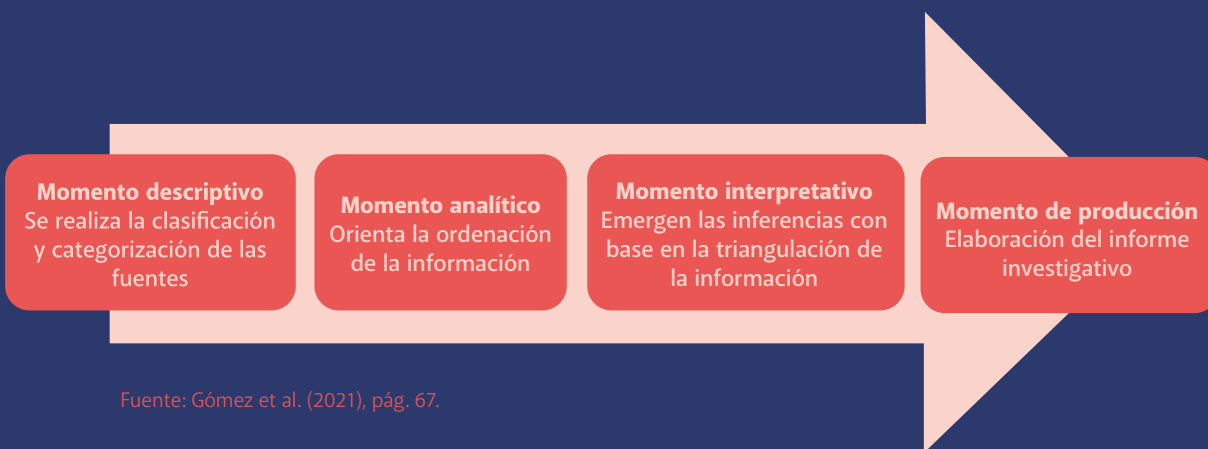 Momento descriptivo
Se realiza la clasificación
y categorización de las
fuentes
Momento analítico
Orienta la ordenación
de la información
Momento interpretativo
Emergen las inferencias con
base en la triangulación de
la información
Momento de producción
Elaboración del informe
investigativo
Fuente: Gómez et al. (2021), pág. 67.